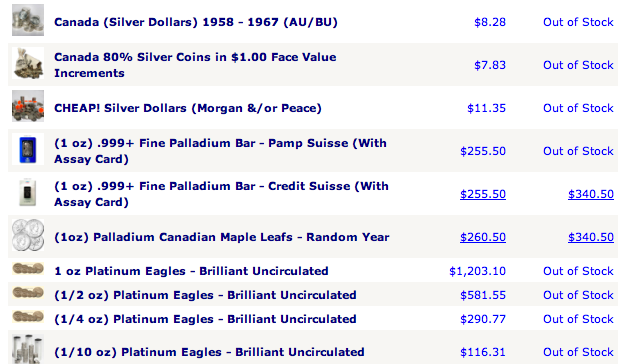 Canada (Silver Dollars) 1958 - 1967 (AU/BU) $8.28 Out of Stock
Canada 80% Silver Coins in $1.00 Face Value
Increments $7.83 Out of Stock
CHEAP! Silver Dollars (Morgan &/or Peace) $11.35 Out of Stock
(1 oz) .999+ Fine Palladium Bar - Pamp Suisse (With
Assay Card) $255.50 Out of Stock
(1 oz) .999+ Fine Palladium Bar - Credit Suisse (With
Assay Card) $255.50 $340.50
(1oz) Palladium Canadian Maple Leafs - Random Year $260.50 $340.50
1 oz Platinum Eagles - Brilliant Uncirculated $1,203.10 Out of Stock
(1/2 oz) Platinum Eagles - Brilliant Uncirculated $581.55 Out of Stock
(1/4 oz) Platinum Eagles - Brilliant Uncirculated $290.77 Out of Stock
(1/10 oz) Platinum Eagles - Brilliant Uncirculated $116.31 Out of Stock